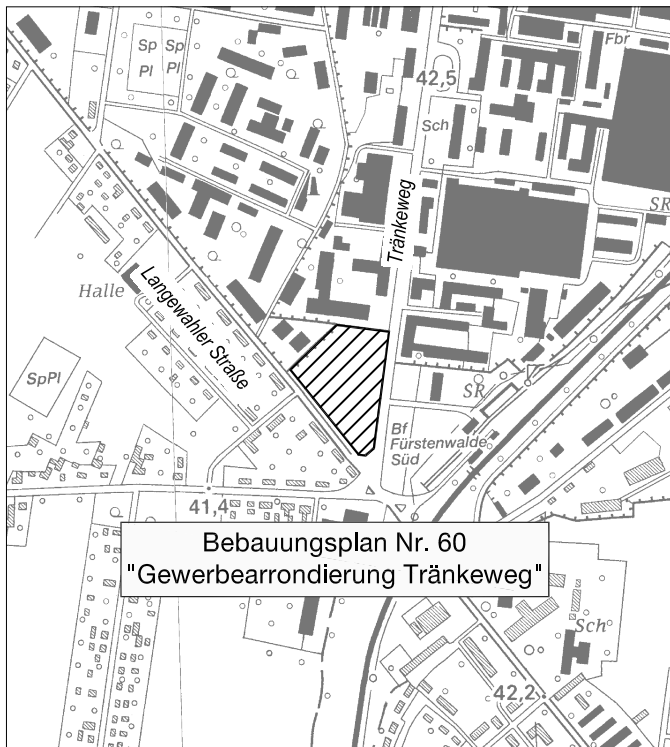 Sp
Pl
Sp
Pl
Fbr
42,5
Sch
SR
Tränkeweg
Halle
Langewahler Straße
SpPl
SR
Bf
Fürstenwalde
Süd
41,4
Bebauungsplan Nr. 60
"Gewerbearrondierung Tränkeweg"
Sch
42,2